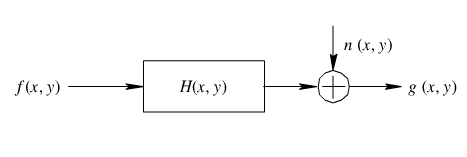 n (x, y)
f(x, y)
H(x, y)
g (x, y)